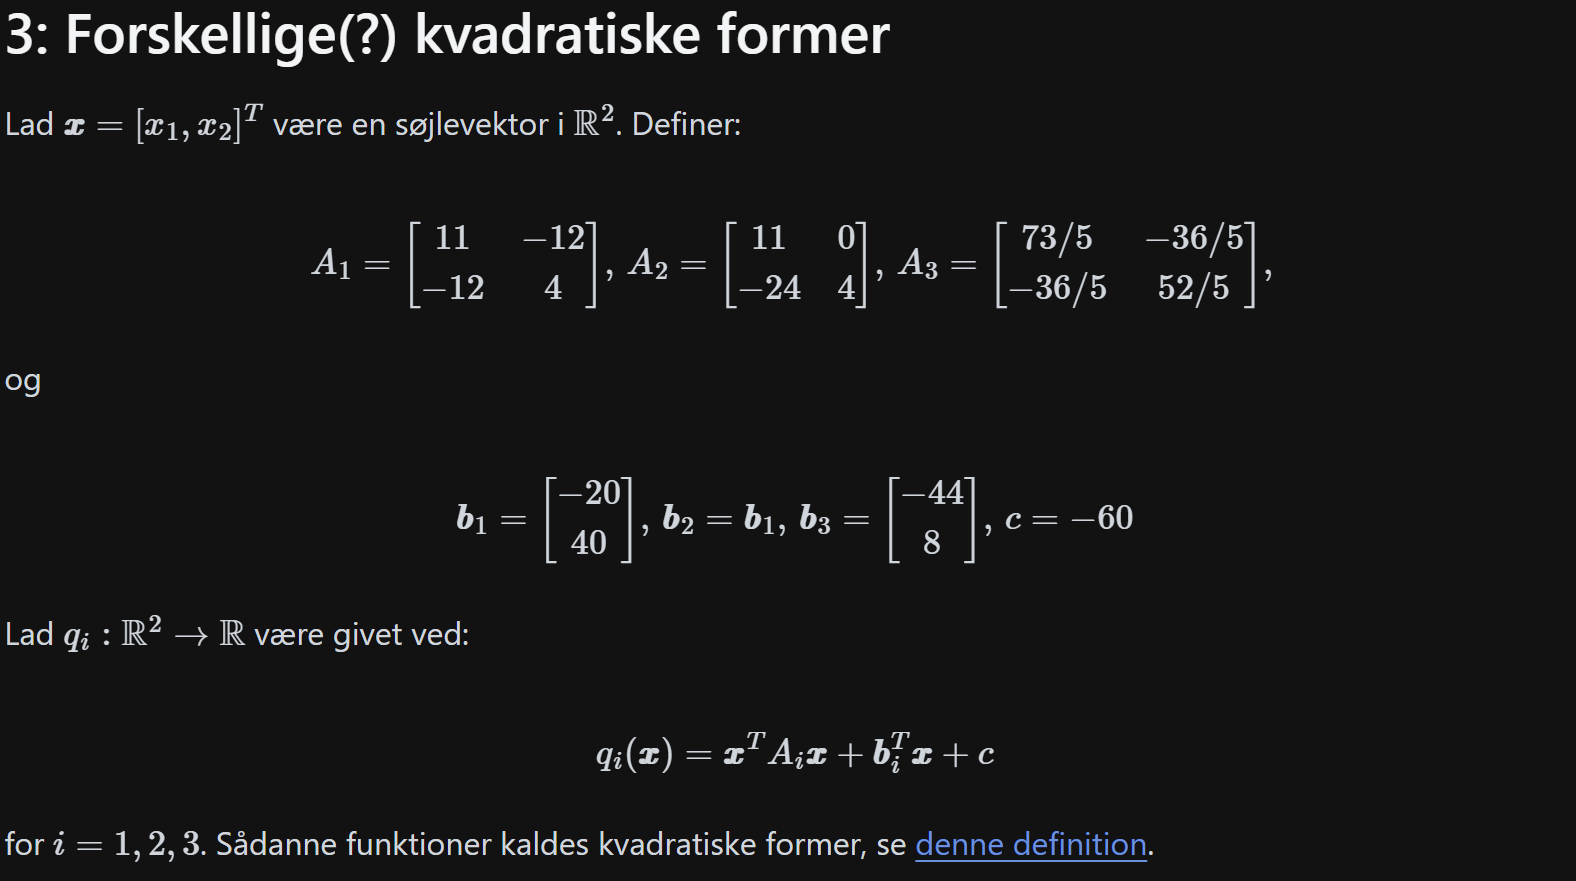 3: Forskellige(?) kvadratiske former
Lad $\boldsymbol{x} = [x_1, x_2]^T$ være en søjlevektor i $\mathbb{R}^2$. Definer:
$A_1 = \begin{bmatrix} 11 & -12 \\ -12 & 4 \end{bmatrix}, A_2 = \begin{bmatrix} 11 & 0 \\ -24 & 4 \end{bmatrix}, A_3 = \begin{bmatrix} 73/5 & -36/5 \\ -36/5 & 52/5 \end{bmatrix},$
og
$\boldsymbol{b}_1 = \begin{bmatrix} -20 \\ 40 \end{bmatrix}, \boldsymbol{b}_2 = \boldsymbol{b}_1, \boldsymbol{b}_3 = \begin{bmatrix} -44 \\ 8 \end{bmatrix}, c = -60$
Lad $q_i : \mathbb{R}^2 \to \mathbb{R}$ være givet ved:
$q_i(\boldsymbol{x}) = \boldsymbol{x}^T A_i \boldsymbol{x} + \boldsymbol{b}_i^T \boldsymbol{x} + c$
for $i = 1, 2, 3$. Sådanne funktioner kaldes kvadratiske former, se denne definition.